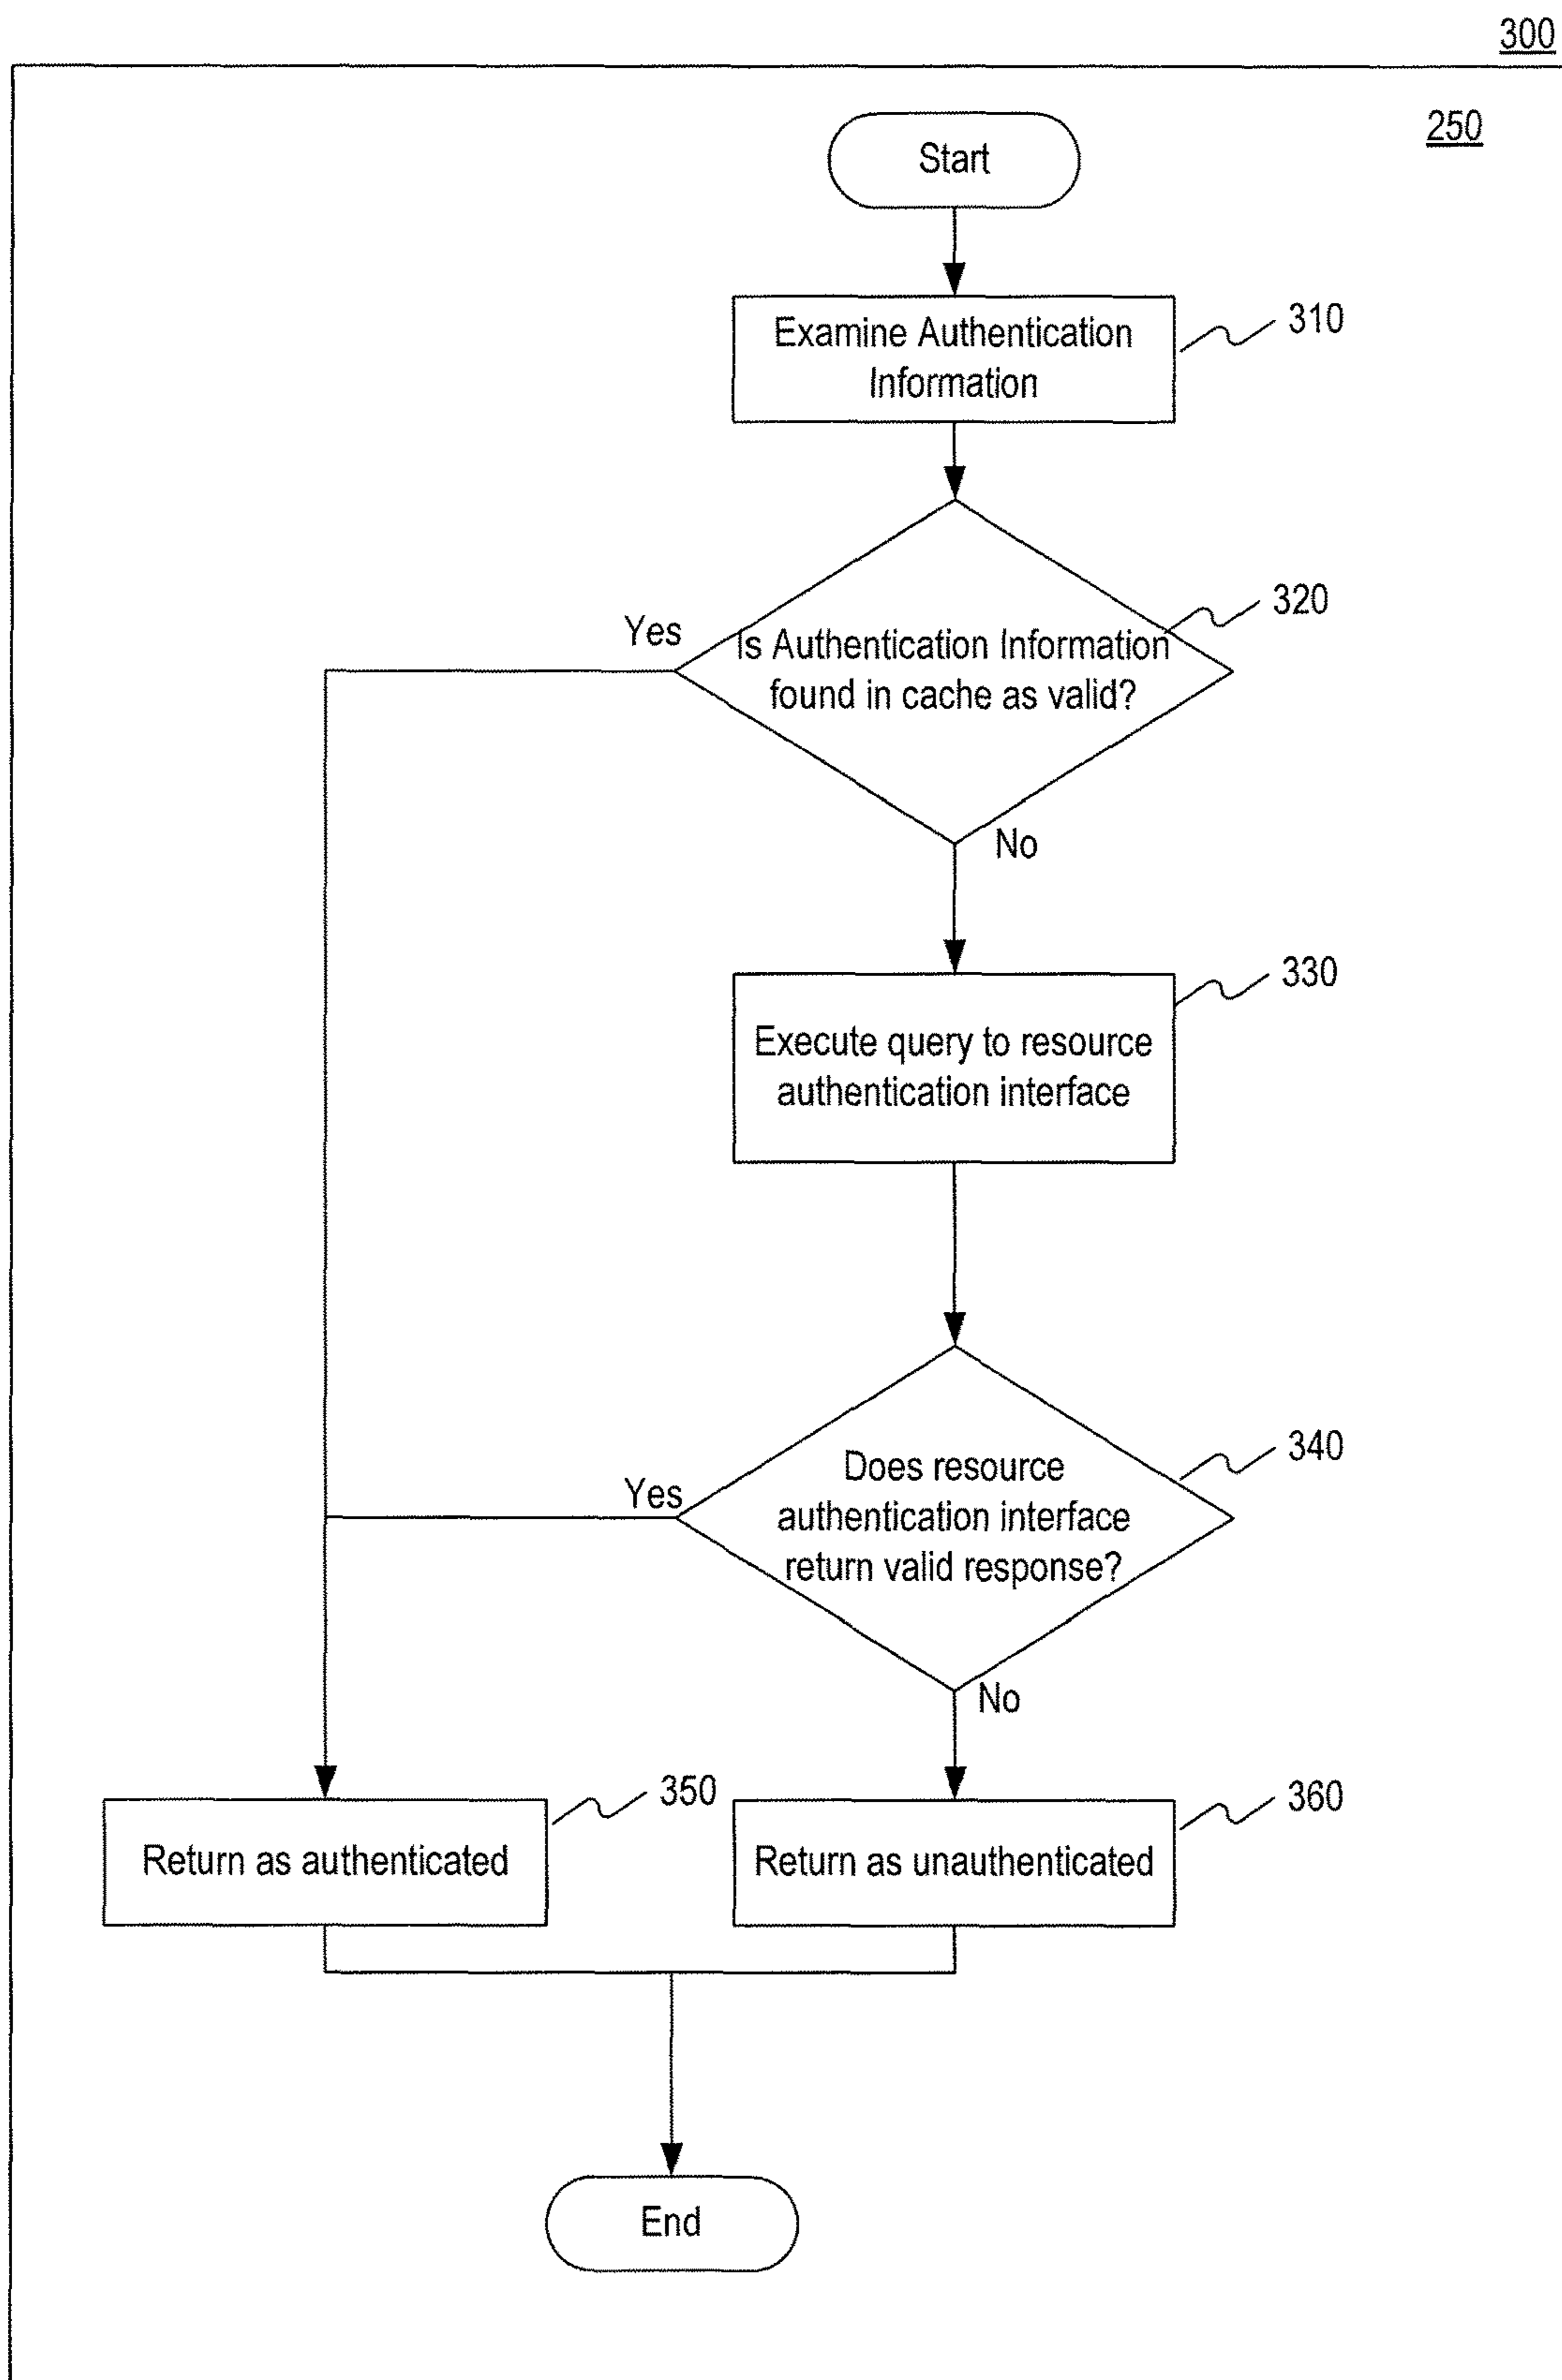 300
250
Start
Examine Authentication
Information
310
320
Yes
Is Authentication Information
found in cache as valid?
No
330
Execute query to resource
authentication interface
340
Does resource
authentication interface
return valid response?
Yes
No
350
360
Return as authenticated
Return as unauthenticated
End